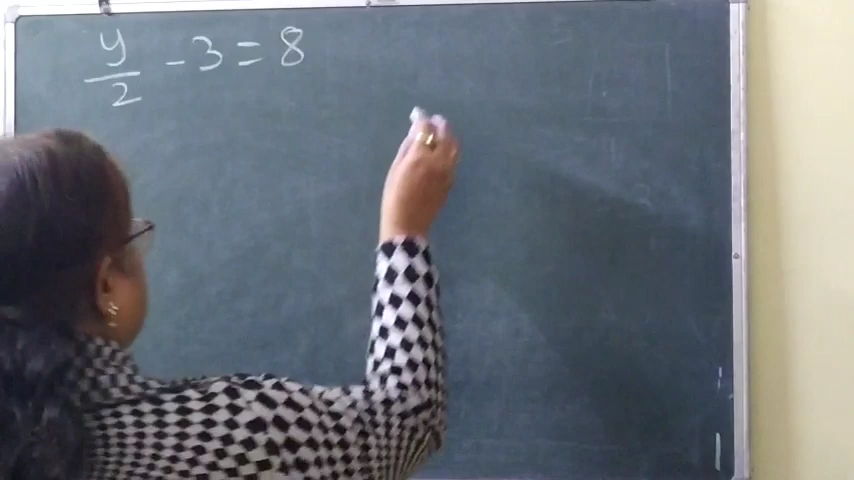 y/2 - 3 = 8